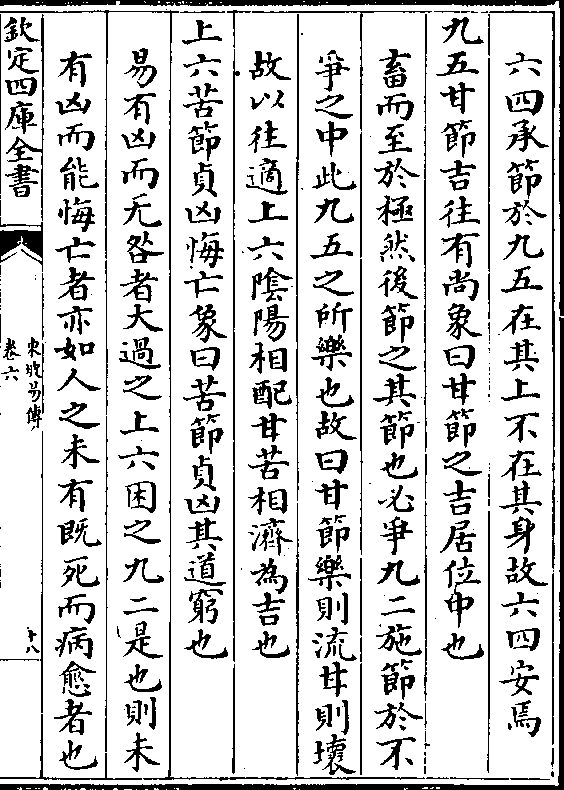 六四承節於九五在其上不在其身故六四安焉
九五甘節吉往有尚象曰甘節之吉居位中也
畜而至於極然後節之其節也必爭九二施節於不
爭之中此九五之所樂也故曰甘節樂則流甘則壞
故以往適上六陰陽相配甘苦相濟為吉也
上六苦節貞凶悔亡象曰苦節貞凶其道窮也
易有凶而无咎者大過之上六困之九二是也則未
有凶而能悔亡者亦如人之未有既死而病愈者也
欽定四庫全書
東坡易傳
卷六
十八